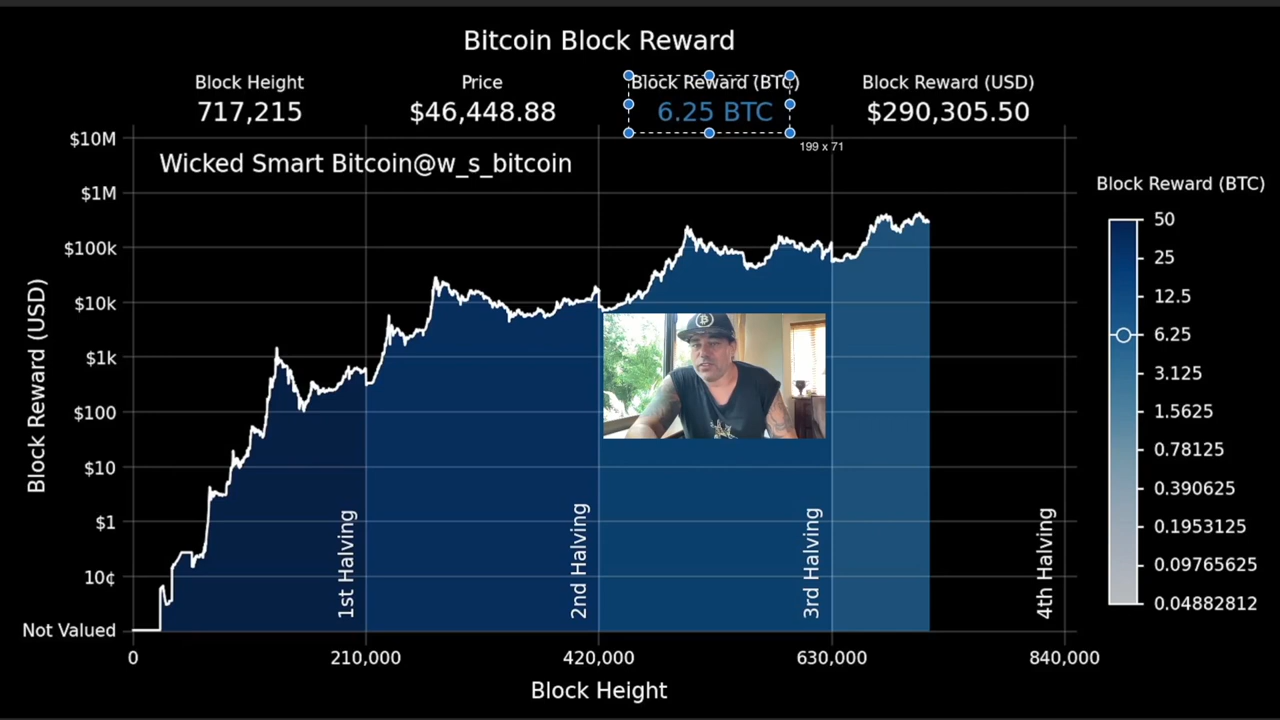 Bitcoin Block Reward
Block Height
717,215
Price
$46,448.88
Block Reward (BTC)
6.25 BTC
Block Reward (USD)
$290,305.50
199 x 71
Wicked Smart Bitcoin@w_s_bitcoin
Block Reward (USD)
$10M
$1M
$100k
$10k
$1k
$100
$10
$1
10¢
Not Valued
1st Halving
2nd Halving
3rd Halving
4th Halving
0
210,000
420,000
630,000
840,000
Block Height
Block Reward (BTC)
50
25
12.5
6.25
3.125
1.5625
0.78125
0.390625
0.1953125
0.09765625
0.04882812